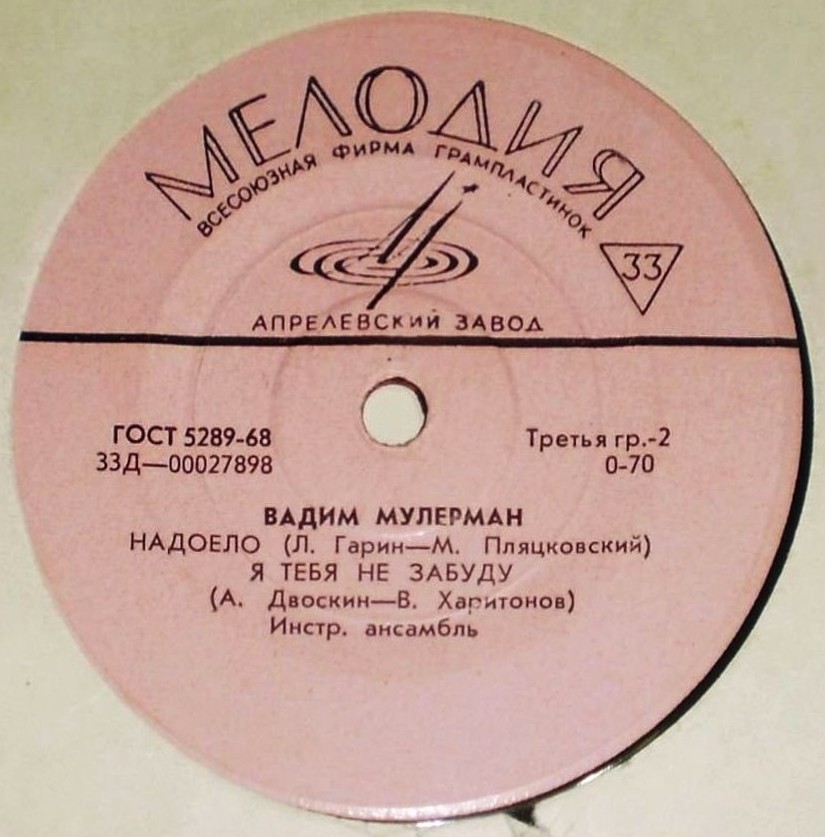 МЕЛОДИЯ
ВСЕСОЮЗНАЯ ФИРМА ГРАМПЛАСТИНОК
33
АПРЕЛЕВСКИЙ ЗАВОД
ГОСТ 5289-68
Третья гр.-2
33Д—00027898
0-70
ВАДИМ МУЛЕРМАН
НАДОЕЛО (Л. Гарин—М. Пляцковский)
Я ТЕБЯ НЕ ЗАБУДУ
(А. Двоскин—В. Харитонов)
Инстр. ансамбль